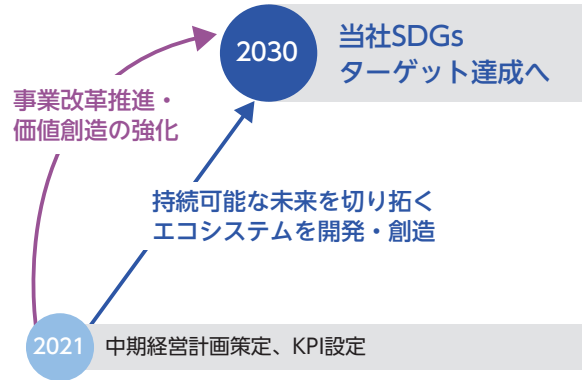 2030
当社SDGs
ターゲット達成へ
事業改革推進・
価値創造の強化
持続可能な未来を切り拓く
エコシステムを開発・創造
2021
中期経営計画策定、KPI設定